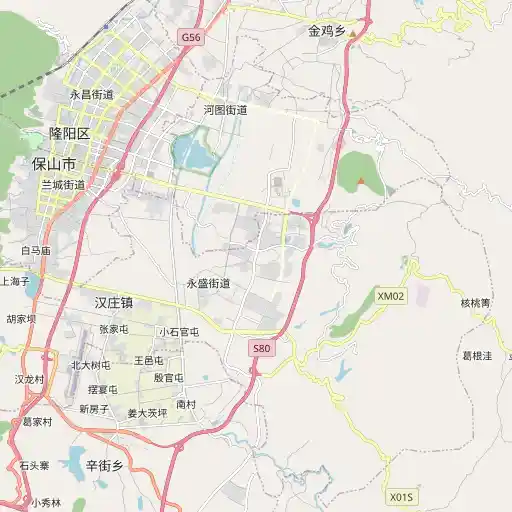 金鸡乡
G56
永昌街道
河图街道
隆阳区
保山市
兰城街道
白马庙
上海子
永盛街道
XM02
汉庄镇
核桃箐
胡家坝
张家屯
小石官屯
S80
葛根洼
王邑屯
北大树屯
汉龙村
殷官屯
摆宴屯
南村
新房子
姜大茨坪
葛家村
石头寨
辛街乡
X01S
小秀林